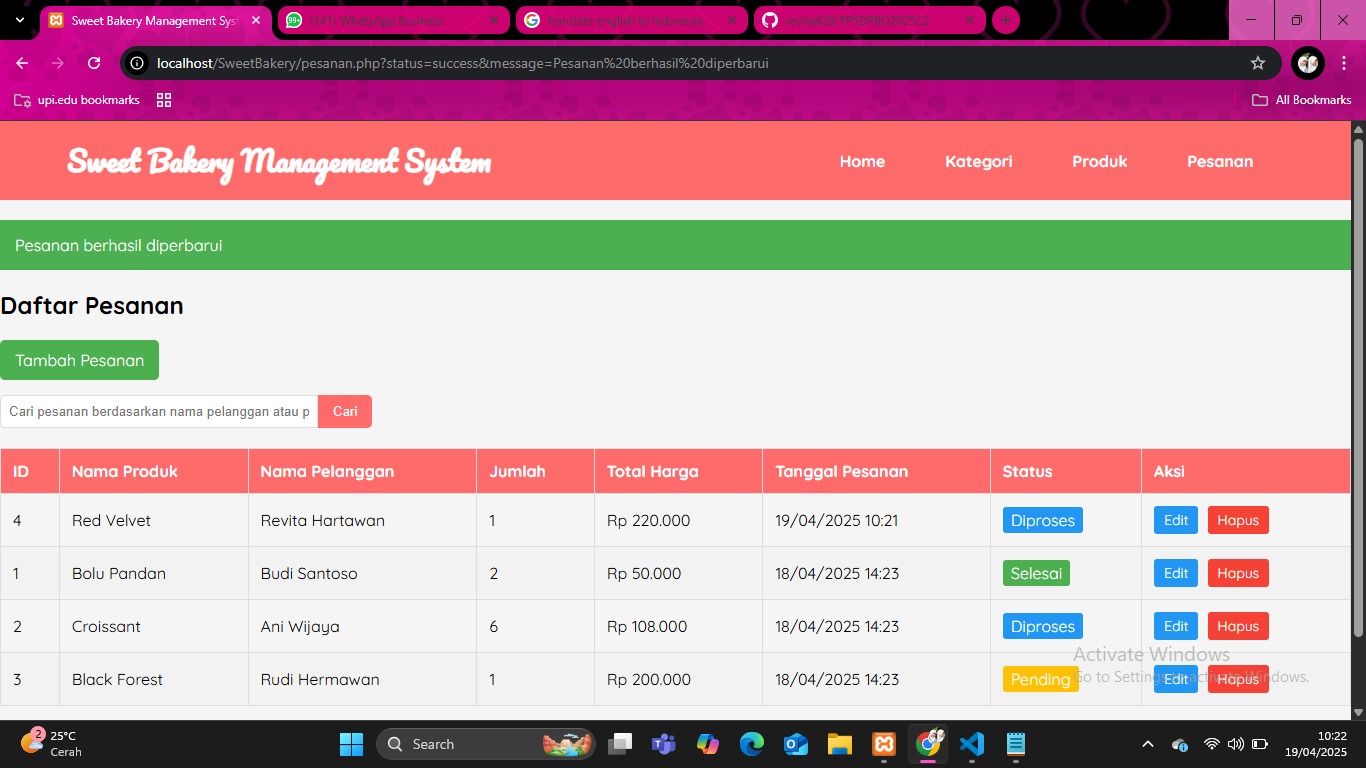 Sweet Bakery Management Sys
(141) WhatsApp Business
translate english to indonesia
revita420/TP5DPBO2025C2
localhost/SweetBakery/pesanan.php?status=success&message=Pesanan%20berhasil%20diperbarui
upi.edu bookmarks
All Bookmarks
Sweet Bakery Management System
Home Kategori Produk Pesanan
Pesanan berhasil diperbarui
Daftar Pesanan
Tambah Pesanan
Cari pesanan berdasarkan nama pelanggan atau p Cari
ID Nama Produk Nama Pelanggan Jumlah Total Harga Tanggal Pesanan Status Aksi
4 Red Velvet Revita Hartawan 1 Rp 220.000 19/04/2025 10:21 Diproses Edit Hapus
1 Bolu Pandan Budi Santoso 2 Rp 50.000 18/04/2025 14:23 Selesai Edit Hapus
2 Croissant Ani Wijaya 6 Rp 108.000 18/04/2025 14:23 Diproses Edit Hapus
3 Black Forest Rudi Hermawan 1 Rp 200.000 18/04/2025 14:23 Pending Edit Hapus
Activate Windows
Go to Settings to activate Windows.
2
25°C
Cerah
Search
10:22
19/04/2025